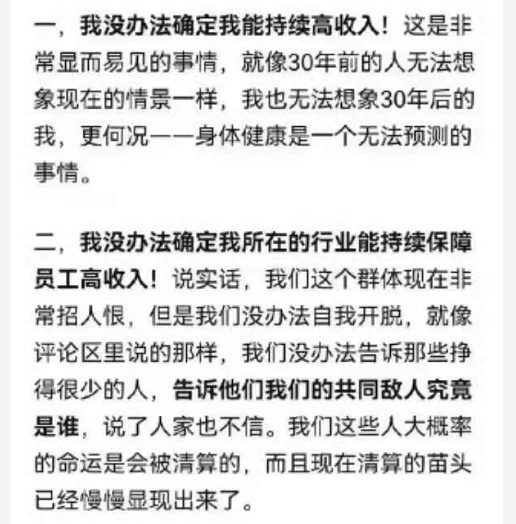 一，我没办法确定我能持续高收入！这是非
常显而易见的事情，就像30年前的人无法想
象现在的情景一样，我也无法想象30年后的
我，更何况——身体健康是一个无法预测的
事情。
二，我没办法确定我所在的行业能持续保障
员工高收入！说实话，我们这个群体现在非
常招人恨，但是我们没办法自我开脱，就像
评论区里说的那样，我们没办法告诉那些挣
得很少的人，告诉他们我们的共同敌人究竟
是谁，说了人家也不信。我们这些人大概率
的命运是会被清算的，而且现在清算的苗头
已经慢慢显现出来了。